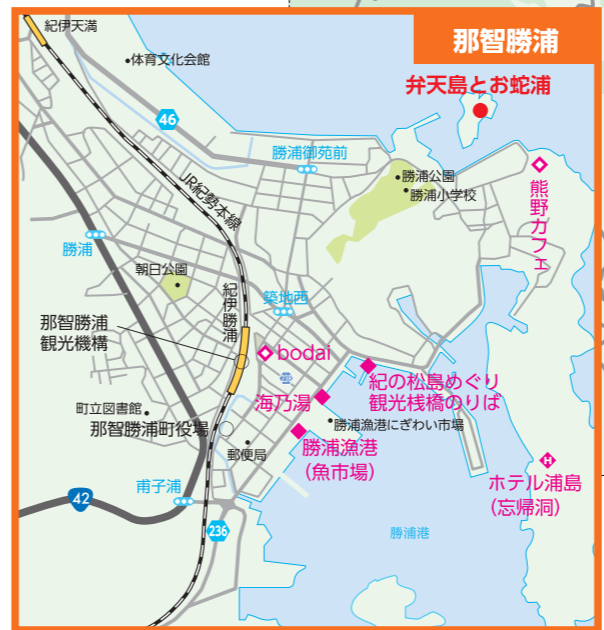 那智勝浦
紀伊天満
体育文化会館
弁天島とお蛇浦
46
勝浦御苑前
勝浦公園
勝浦小学校
JR紀勢本線
熊野カフェ
勝浦
朝日公園
紀伊勝浦
築地西
那智勝浦
観光機構
bodai
紀の松島めぐり
観光桟橋のりば
海乃湯
町立図書館
勝浦漁港にぎわい市場
那智勝浦町役場
郵便局
勝浦漁港
(魚市場)
H
ホテル浦島
(忘帰洞)
甫子浦
42
236
勝浦港